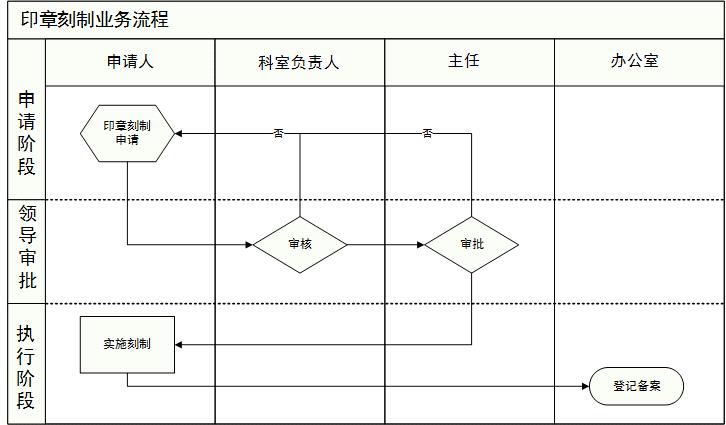 印章刻制业务流程
申请人
科室负责人
主任
办公室
申请阶段
印章刻制
申请
否
否
领导审批
审核
审批
执行阶段
实施刻制
登记备案